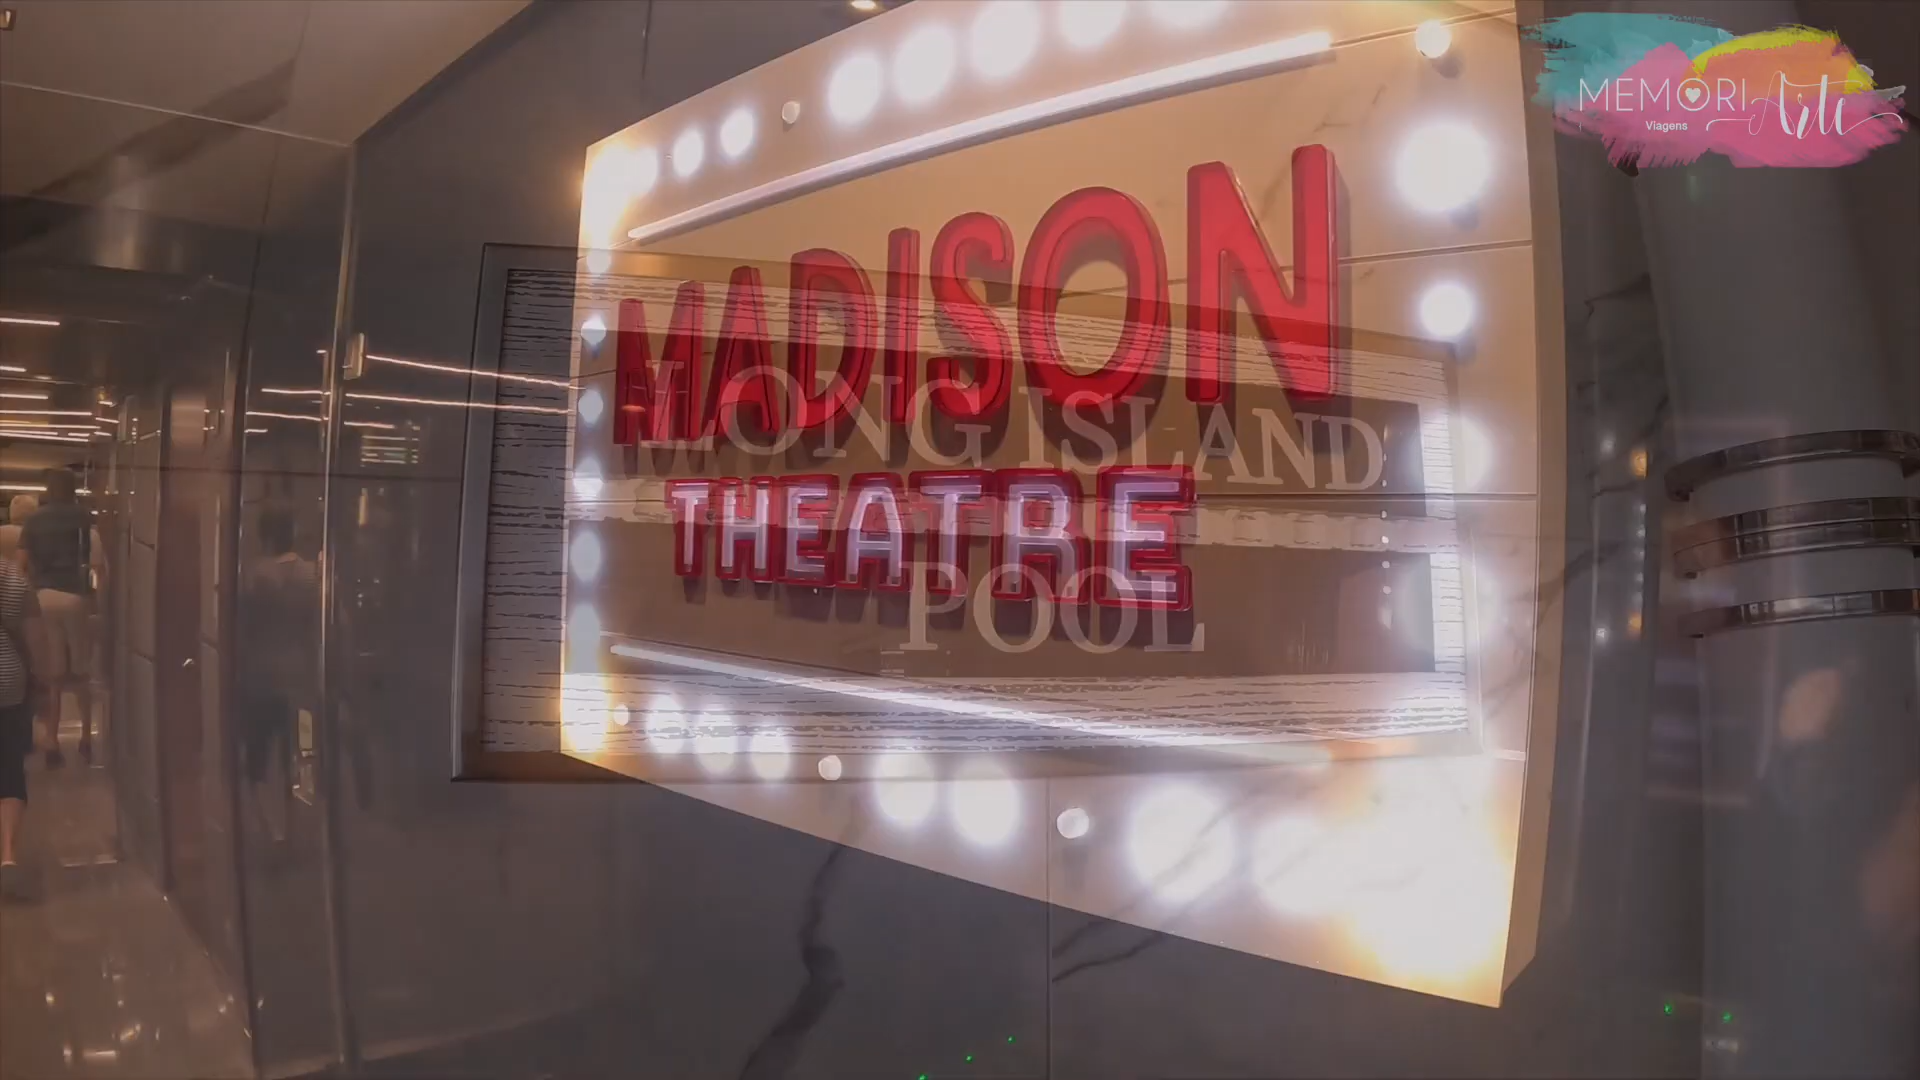 MEMORI Arte
Viagens
MADISON
THEATRE
LONG ISLAND
POOL